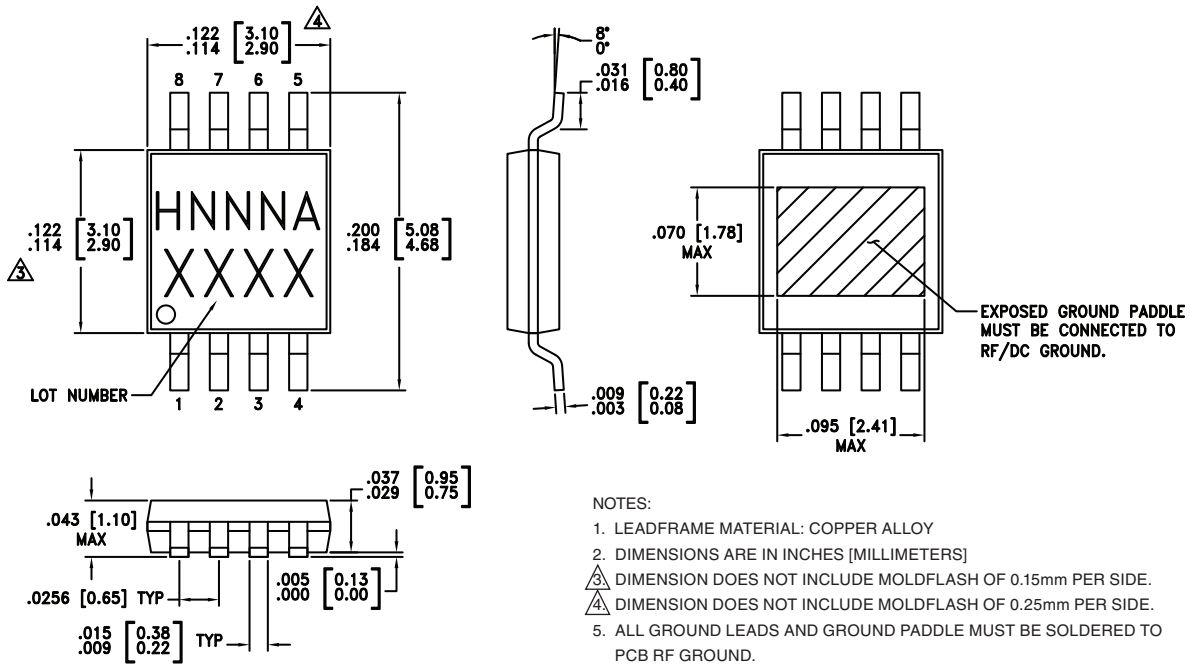 .122 [3.10]
.114 [2.90]
4
8 7 6 5
.122 [3.10]
.114 [2.90]
3
HNNNA
XXXX
.200 [5.08]
.184 [4.68]
LOT NUMBER
1 2 3 4
8°
0°
.031 [0.80]
.016 [0.40]
.009 [0.22]
.003 [0.08]
.070 [1.78]
MAX
EXPOSED GROUND PADDLE
MUST BE CONNECTED TO
RF/DC GROUND.
.095 [2.41]
MAX
.043 [1.10]
MAX
.037 [0.95]
.029 [0.75]
.0256 [0.65] TYP
.005 [0.13]
.000 [0.00]
.015 [0.38]
.009 [0.22]
TYP
NOTES:
1. LEADFRAME MATERIAL: COPPER ALLOY
2. DIMENSIONS ARE IN INCHES [MILLIMETERS]
3. DIMENSION DOES NOT INCLUDE MOLDFLASH OF 0.15mm PER SIDE.
4. DIMENSION DOES NOT INCLUDE MOLDFLASH OF 0.25mm PER SIDE.
5. ALL GROUND LEADS AND GROUND PADDLE MUST BE SOLDERED TO
PCB RF GROUND.